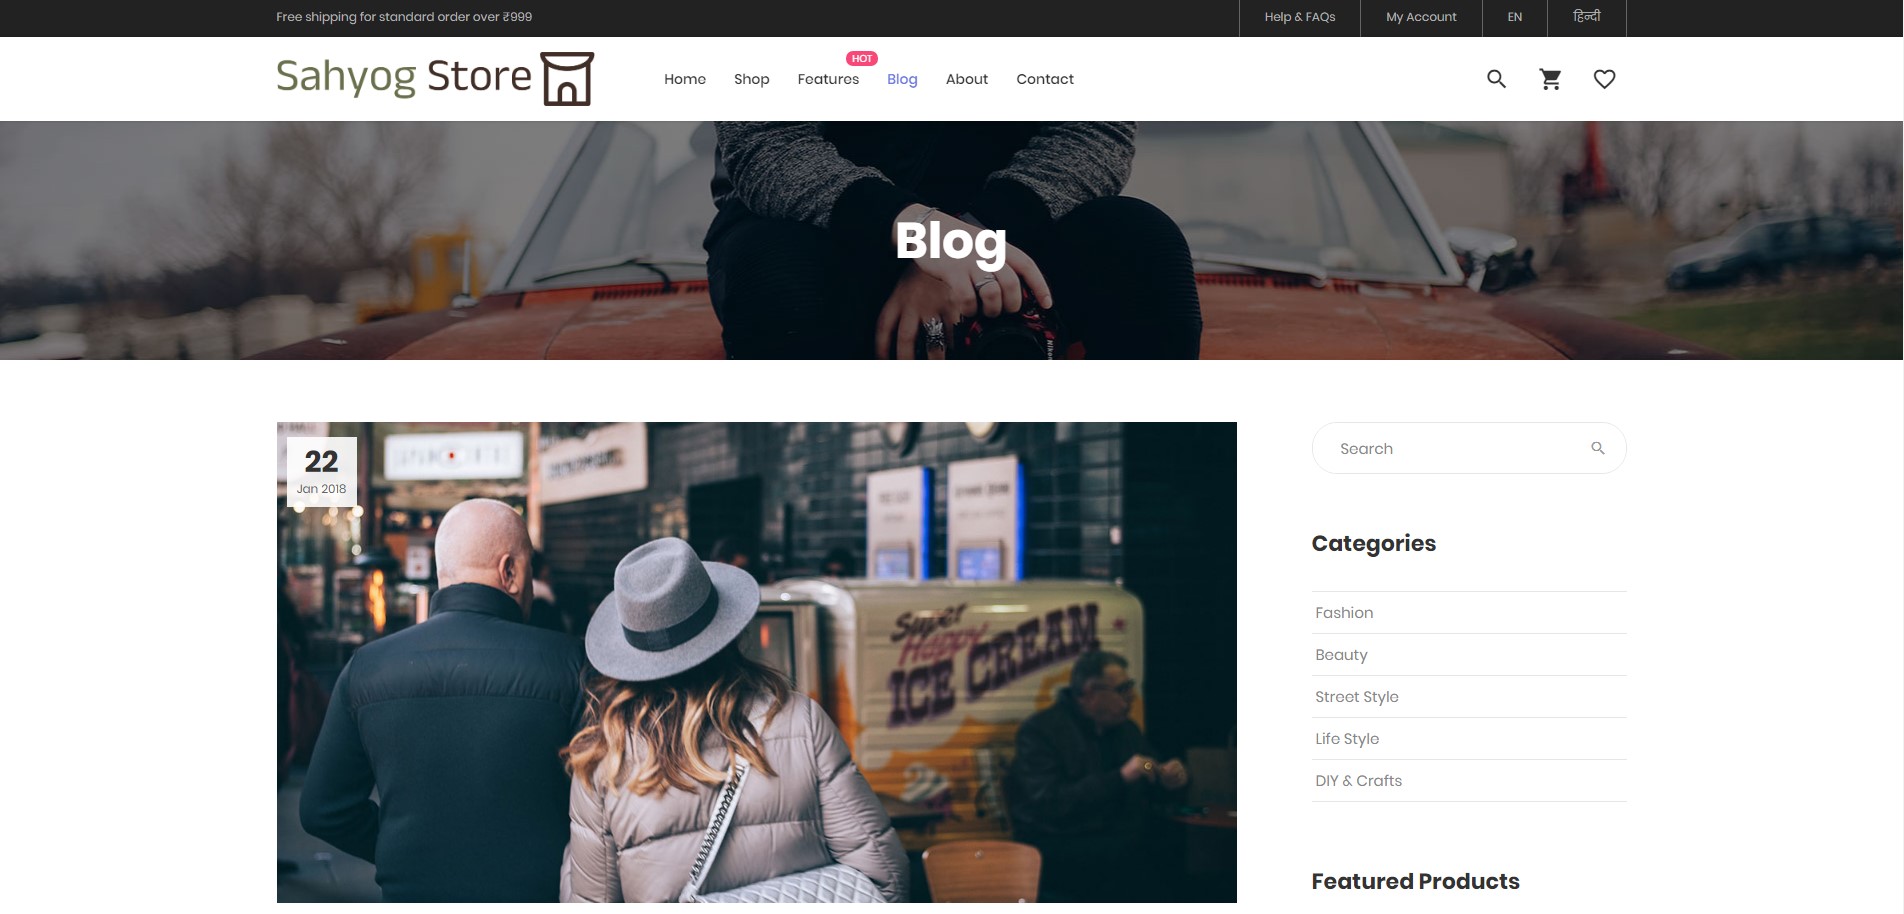 Free shipping for standard order over ₹999
Help & FAQs
My Account
EN
हिन्दी
Sahyog Store
Home
Shop
Features
HOT
Blog
About
Contact
Blog
22
Jan 2018
Super
Happy
ICE CREAM
Search
Categories
Fashion
Beauty
Street Style
Life Style
DIY & Crafts
Featured Products